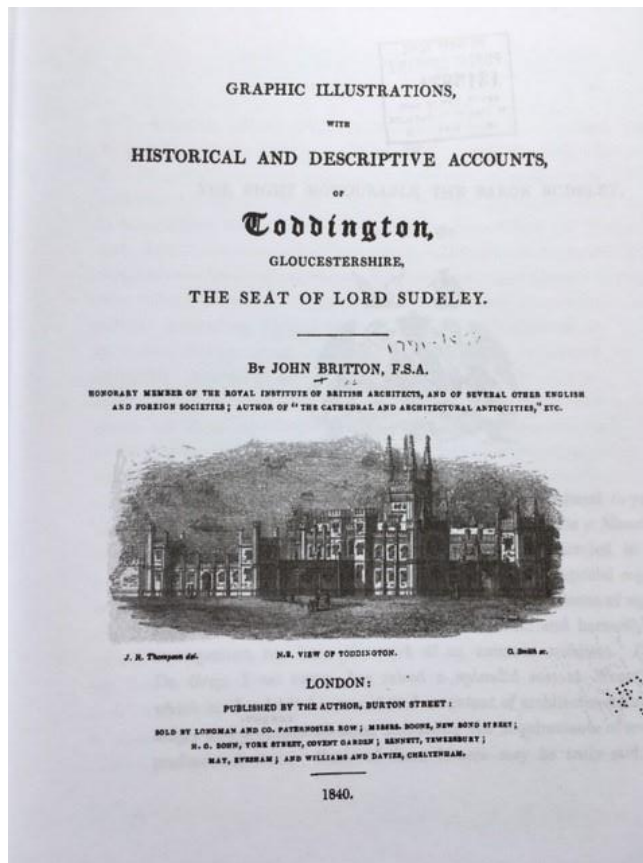 GRAPHIC ILLUSTRATIONS,
WITH
HISTORICAL AND DESCRIPTIVE ACCOUNTS,
OF
Toddington,
GLOUCESTERSHIRE,
THE SEAT OF LORD SUDELEY.
By JOHN BRITTON, F.S.A.
HONORARY MEMBER OF THE ROYAL INSTITUTE OF BRITISH ARCHITECTS, AND OF SEVERAL OTHER ENGLISH
AND FOREIGN SOCIETIES; AUTHOR OF "THE CATHEDRAL AND ARCHITECTURAL ANTIQUITIES," ETC.
J. H. Thompson del.
N.E. VIEW OF TODDINGTON.
G. Smith sc.
LONDON:
PUBLISHED BY THE AUTHOR, BURTON STREET:
SOLD BY LONGMAN AND CO. PATERNOSTER ROW; MESSRS. BOONE, NEW BOND STREET;
H. G. BOHN, YORK STREET, COVENT GARDEN; BENNETT, TEWKESBURY;
MAY, EVESHAM; AND WILLIAMS AND DAVIES, CHELTENHAM.
1840.